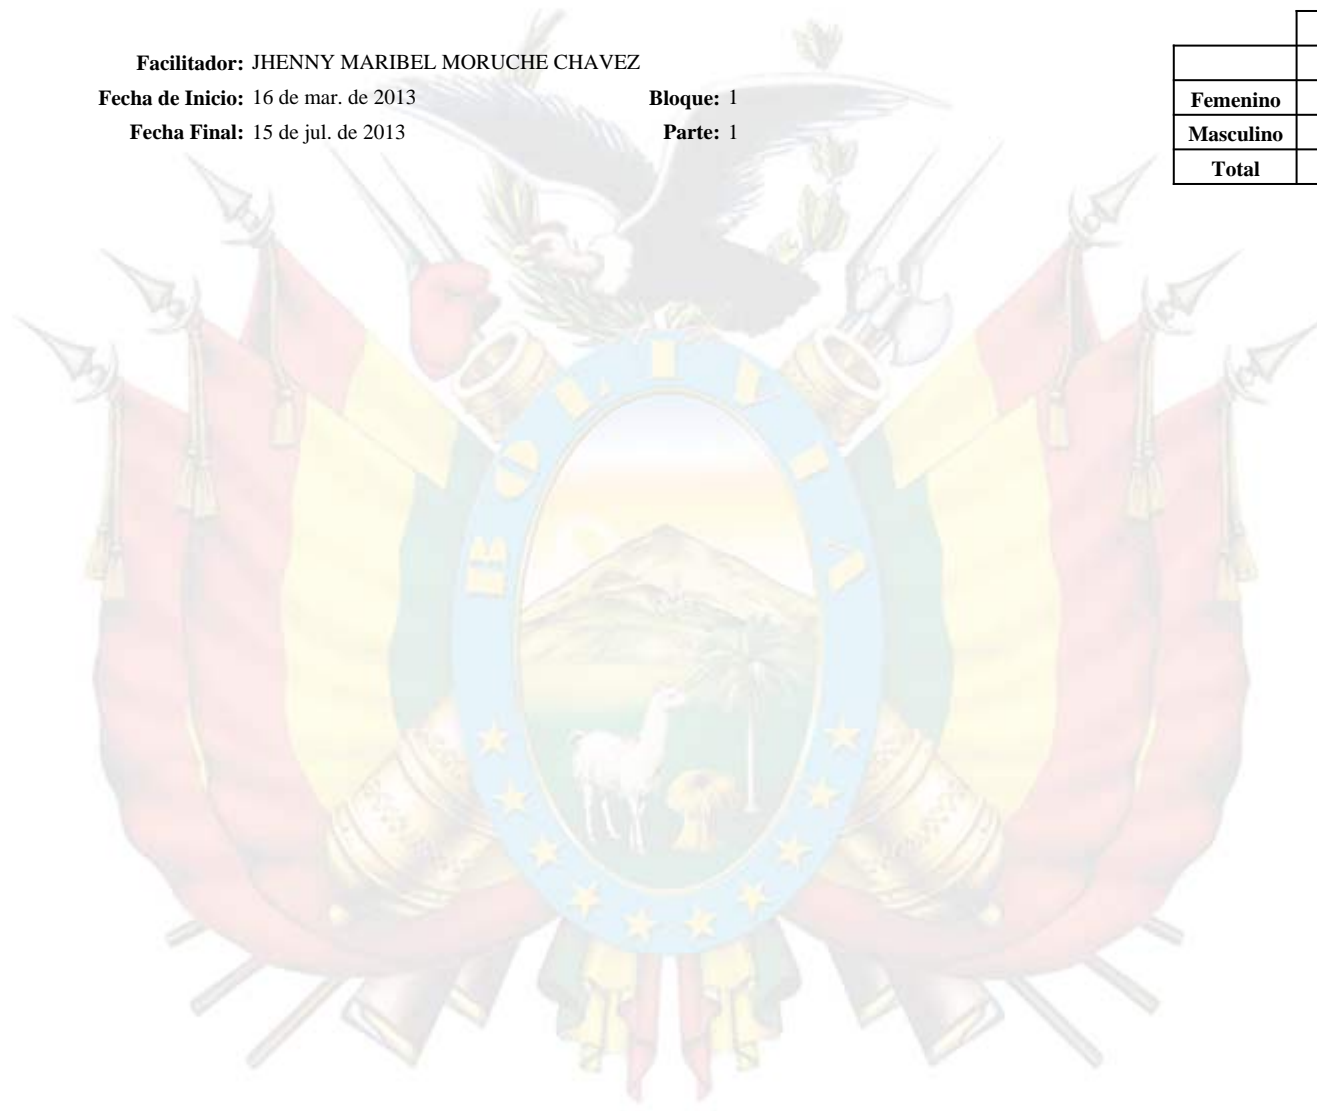 Facilitador: JHENNY MARIBEL MORUCHE CHAVEZ
Fecha de Inicio: 16 de mar. de 2013 Bloque: 1
Fecha Final: 15 de jul. de 2013 Parte: 1
Femenino
Masculino
Total
BOLIVIA